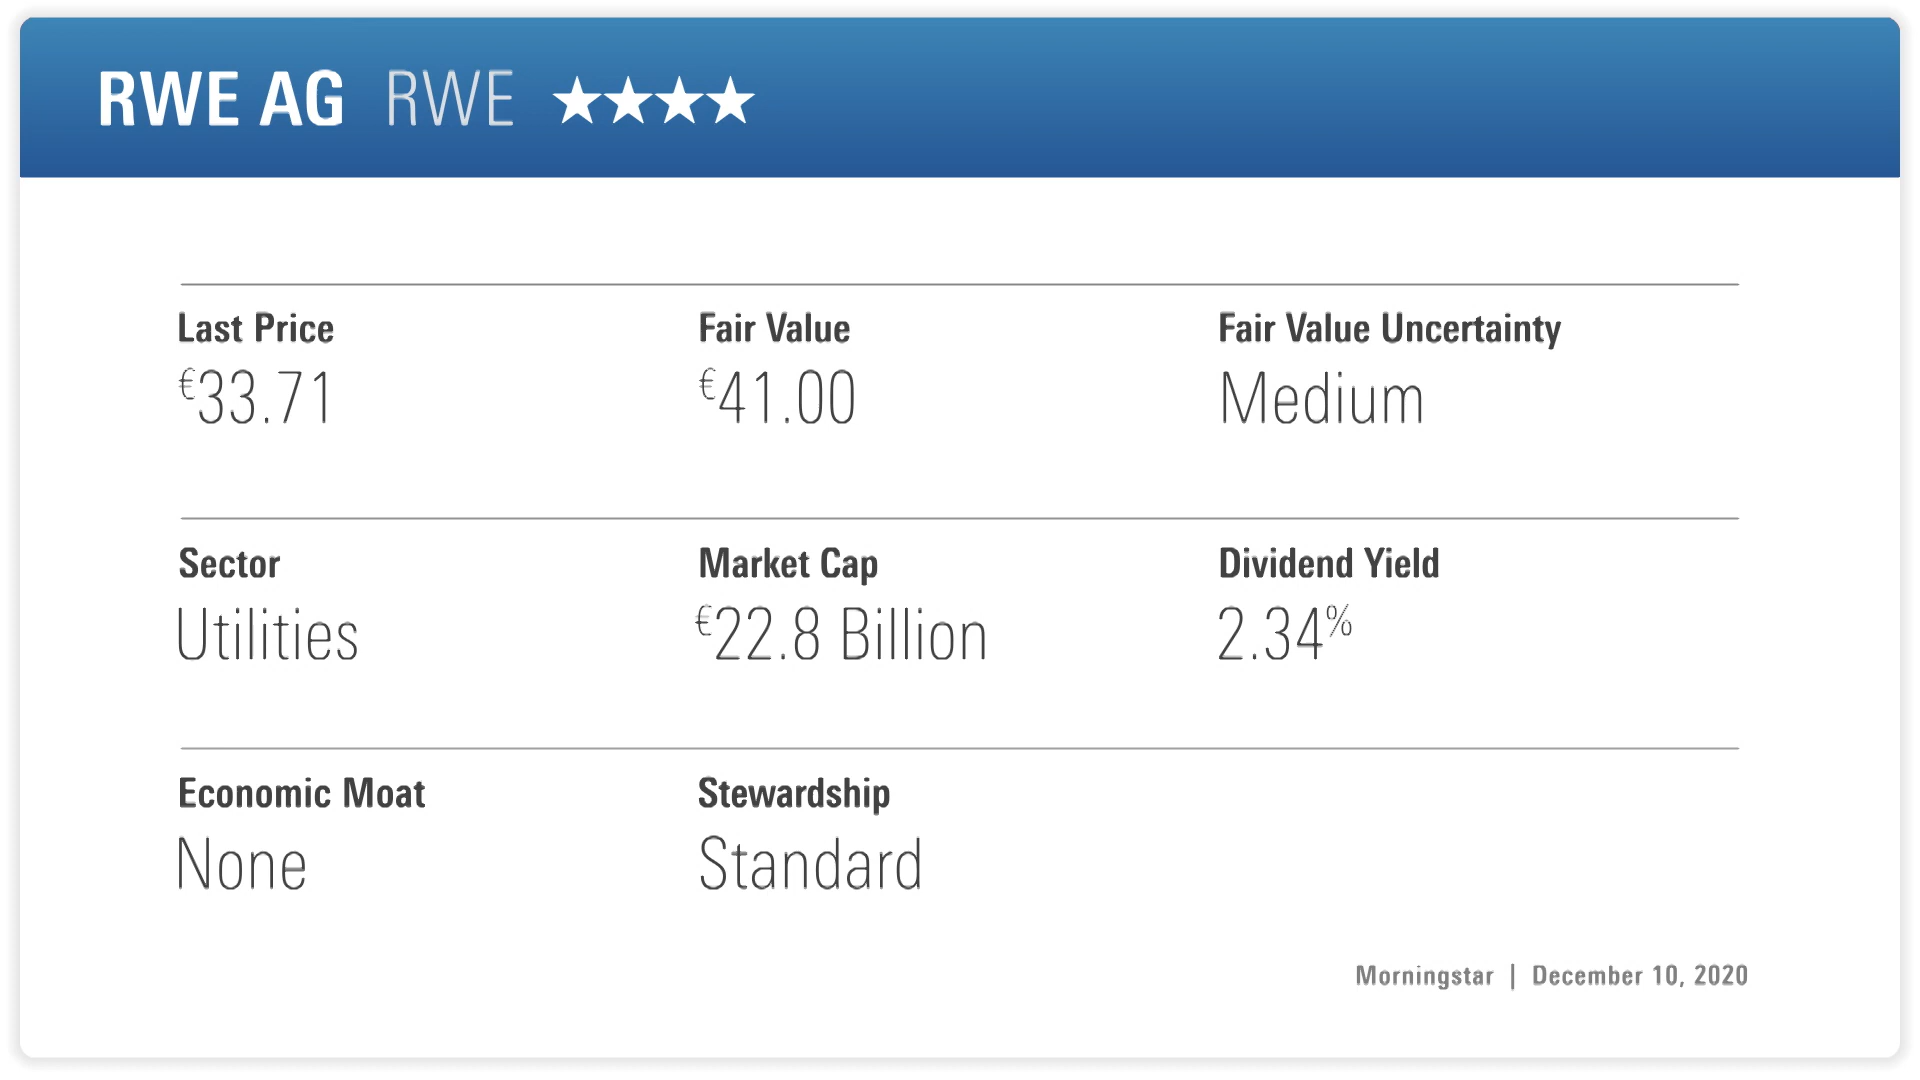 RWE AG RWE ★★★★
Last Price Fair Value Fair Value Uncertainty
€33.71 €41.00 Medium
Sector Market Cap Dividend Yield
Utilities €22.8 Billion 2.34%
Economic Moat Stewardship
None Standard
Morningstar | December 10, 2020